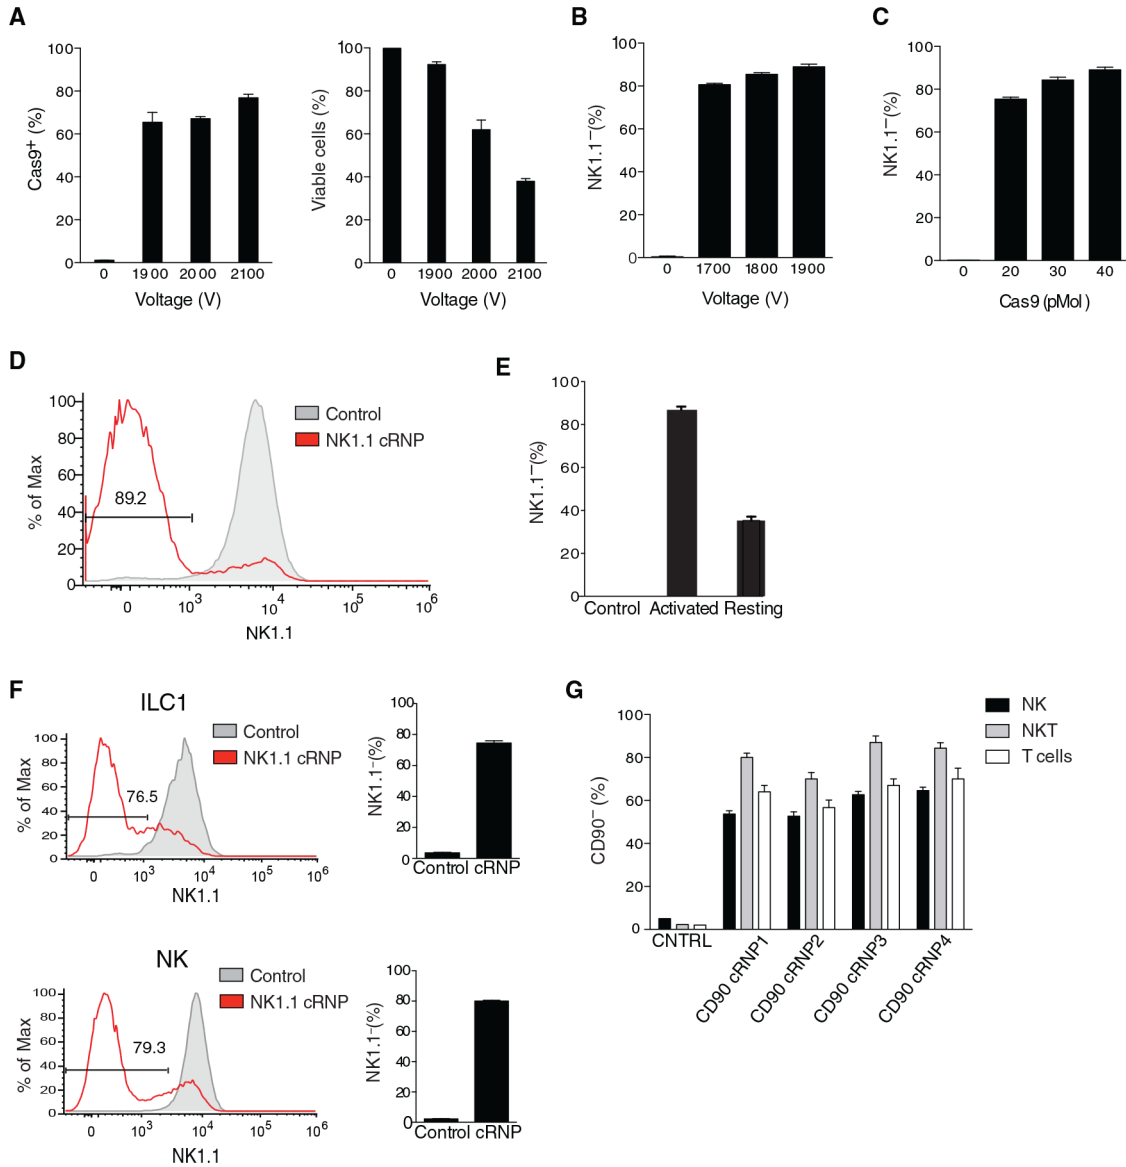 A
Cas9+ (%)
100
80
60
40
20
0
0 1900 2000 2100
Voltage (V)
Viable cells (%)
100
80
60
40
20
0
0 1900 2000 2100
Voltage (V)
B
NK1.1−(%)
100
80
60
40
20
0
0 1700 1800 1900
Voltage (V)
C
NK1.1−(%)
100
80
60
40
20
0
0 20 30 40
Cas9 (pMol)
D
% of Max
100
80
60
40
20
0
89.2
Control
NK1.1 cRNP
0 10³ 10⁴ 10⁵ 10⁶
NK1.1
E
NK1.1−(%)
100
80
60
40
20
0
Control Activated Resting
F
ILC1
% of Max
100
80
60
40
20
0
76.5
Control
NK1.1 cRNP
0 10³ 10⁴ 10⁵ 10⁶
NK1.1
NK1.1−(%)
100
80
60
40
20
0
Control cRNP
NK
% of Max
100
80
60
40
20
0
79.3
Control
NK1.1 cRNP
0 10³ 10⁴ 10⁵ 10⁶
NK1.1
NK1.1−(%)
100
80
60
40
20
0
Control cRNP
G
CD90− (%)
100
80
60
40
20
0
NK
NKT
T cells
CNTRL
CD90 cRNP1
CD90 cRNP2
CD90 cRNP3
CD90 cRNP4